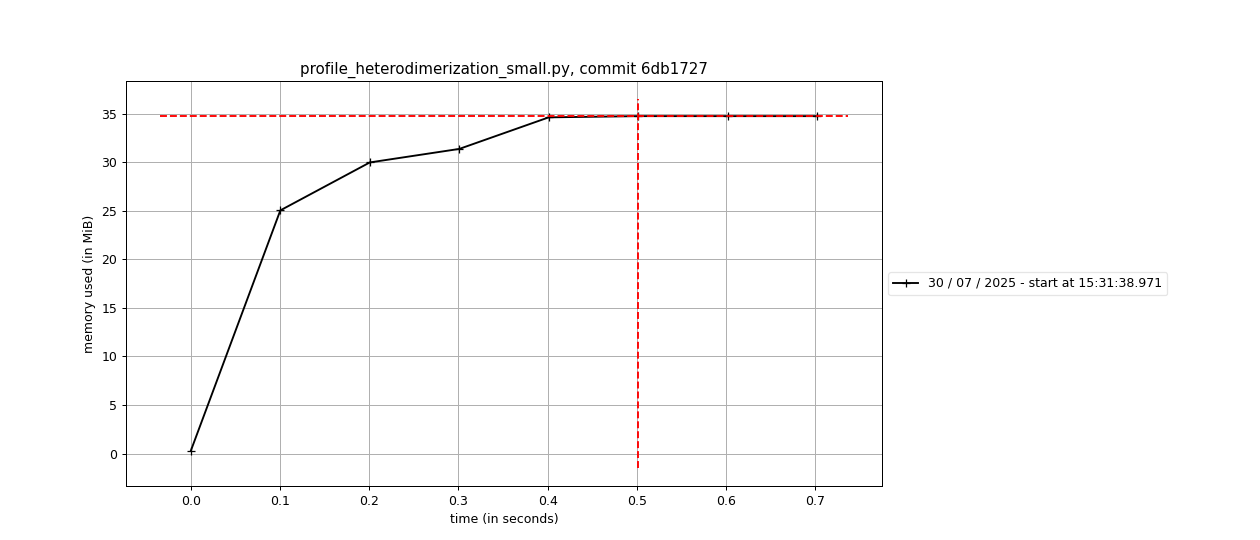 profile_heterodimerization_small.py, commit 6db1727
memory used (in MiB)
35
30
25
20
15
10
5
0
0.0 0.1 0.2 0.3 0.4 0.5 0.6 0.7
time (in seconds)
30 / 07 / 2025 - start at 15:31:38.971